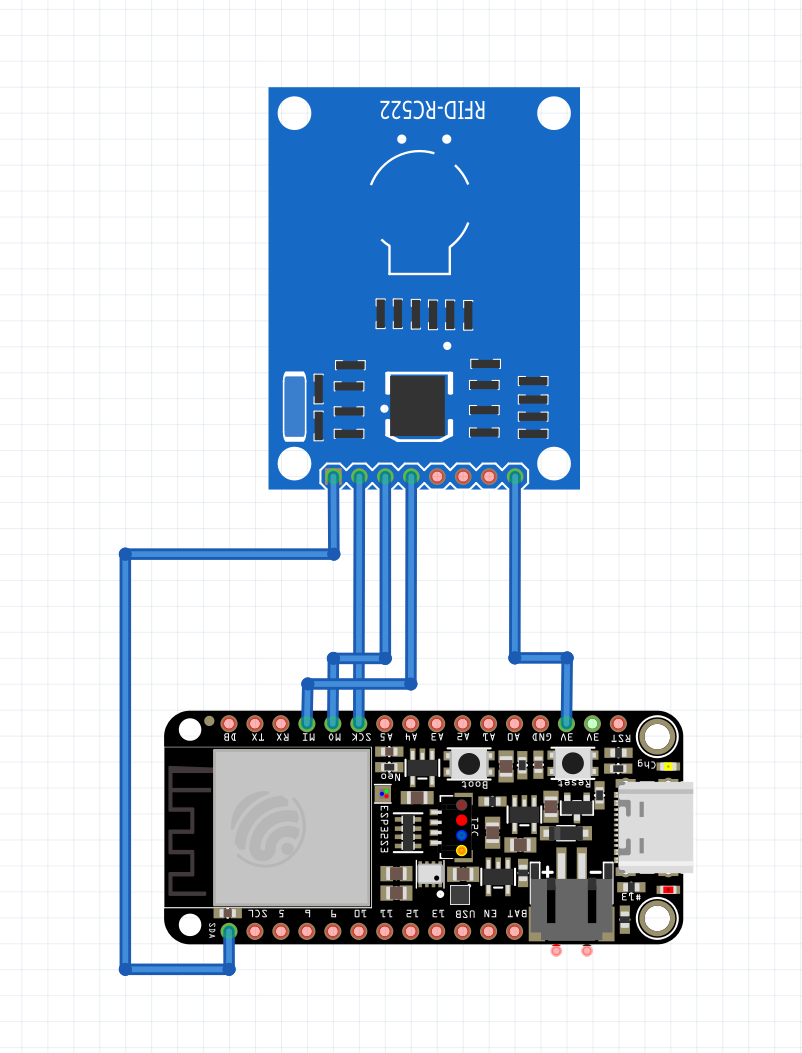 RFID-RC522
DB TX RX MI MO SCK A5 A4 A3 A2 A1 A0 GND 3V 3V RST
Neo
Boot
Reset
Chg
I2C
+ −
#13
SDA SCL 5 6 9 10 11 12 13 USB EN BAT